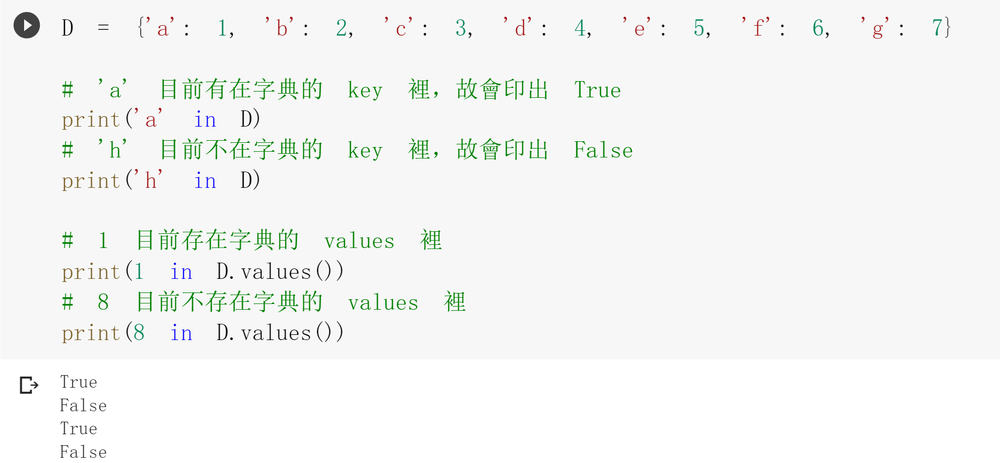 D = {'a': 1, 'b': 2, 'c': 3, 'd': 4, 'e': 5, 'f': 6, 'g': 7}
# 'a' 目前有在字典的 key 裡，故會印出 True
print('a' in D)
# 'h' 目前不在字典的 key 裡，故會印出 False
print('h' in D)
# 1 目前存在字典的 values 裡
print(1 in D.values())
# 8 目前不存在字典的 values 裡
print(8 in D.values())
True
False
True
False